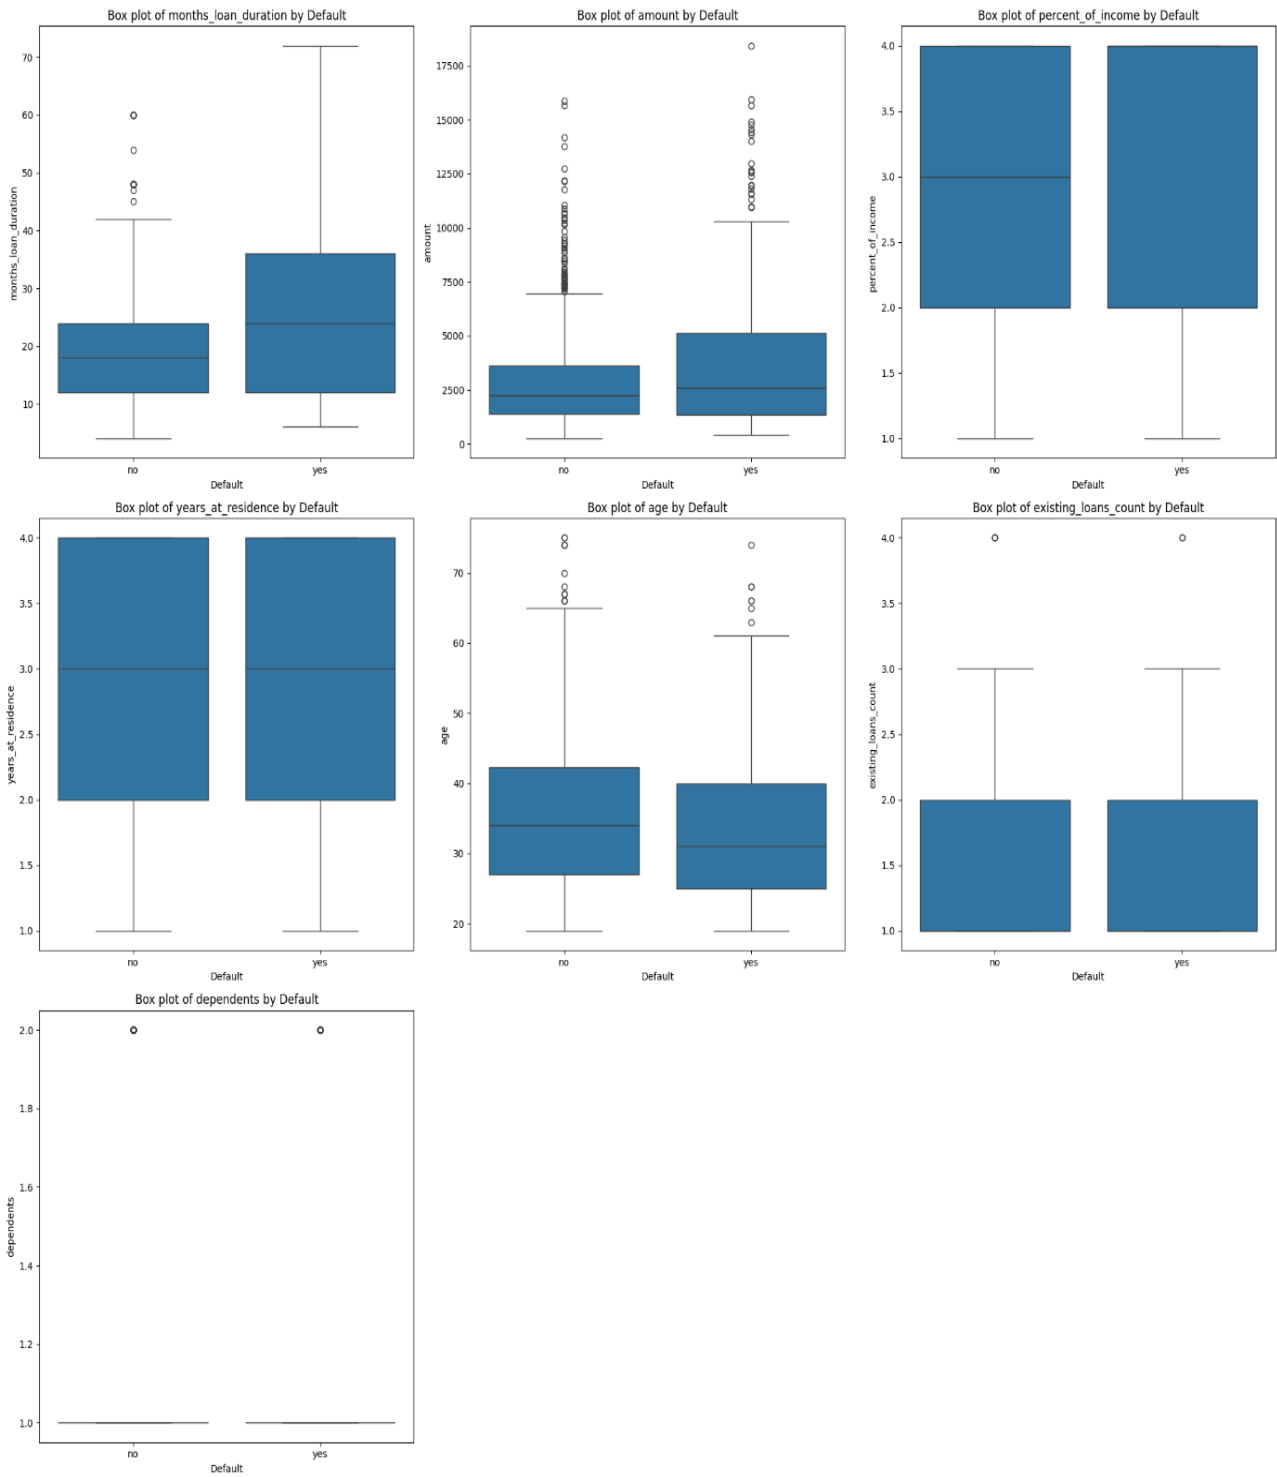 Box plot of months_loan_duration by Default
months_loan_duration
70
60
50
40
30
20
10
no
yes
Default
Box plot of amount by Default
amount
17500
15000
12500
10000
7500
5000
2500
0
no
yes
Default
Box plot of percent_of_income by Default
percent_of_income
4.0
3.5
3.0
2.5
2.0
1.5
1.0
no
yes
Default
Box plot of years_at_residence by Default
years_at_residence
4.0
3.5
3.0
2.5
2.0
1.5
1.0
no
yes
Default
Box plot of age by Default
age
70
60
50
40
30
20
no
yes
Default
Box plot of existing_loans_count by Default
existing_loans_count
4.0
3.5
3.0
2.5
2.0
1.5
1.0
no
yes
Default
Box plot of dependents by Default
dependents
2.0
1.8
1.6
1.4
1.2
1.0
no
yes
Default